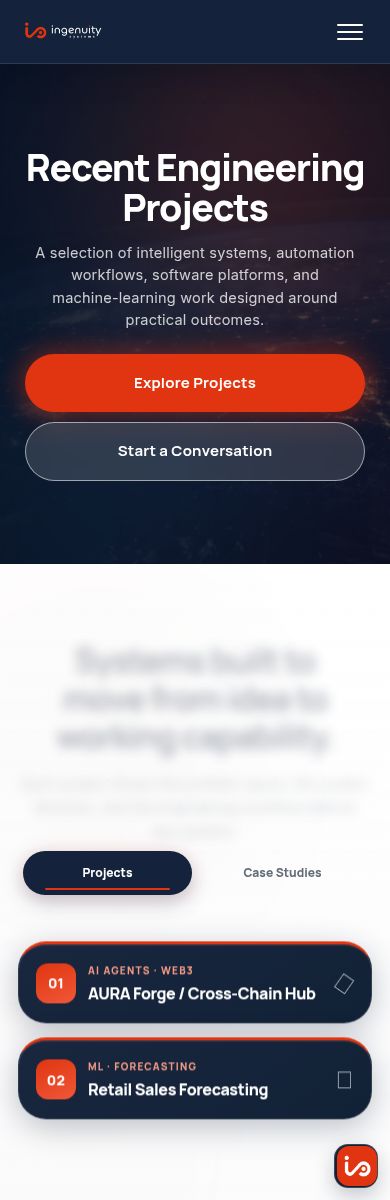 ingenuity
systems
Recent Engineering
Projects
A selection of intelligent systems, automation
workflows, software platforms, and
machine-learning work designed around
practical outcomes.
Explore Projects
Start a Conversation
Systems built to
move from idea to
working capability
Projects
Case Studies
01
AI AGENTS · WEB3
AURA Forge / Cross-Chain Hub
02
ML · FORECASTING
Retail Sales Forecasting